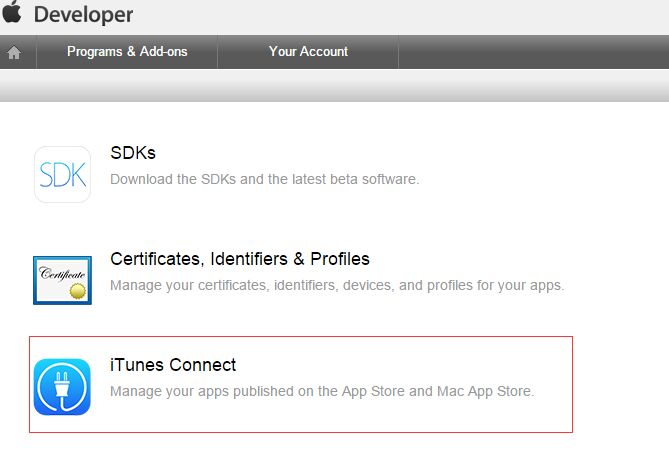 Developer
Programs & Add-ons
Your Account
SDK
SDKs
Download the SDKs and the latest beta software.
Certificate
Certificates, Identifiers & Profiles
Manage your certificates, identifiers, devices, and profiles for your apps.
iTunes Connect
Manage your apps published on the App Store and Mac App Store.